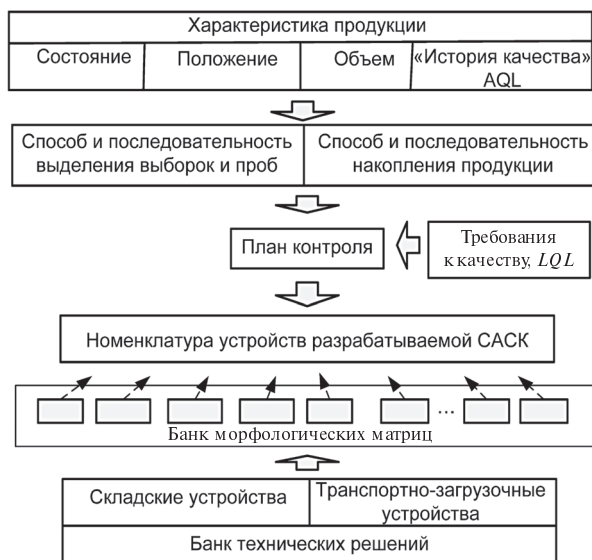 Характеристика продукции
Состояние
Положение
Объем
«История качества»
AQL
Способ и последовательность
выделения выборок и проб
Способ и последовательность
накопления продукции
План контроля
Требования
к качеству, LQL
Номенклатура устройств разрабатываемой САСК
...
Банк морфологических матриц
Складские устройства
Транспортно-загрузочные
устройства
Банк технических решений